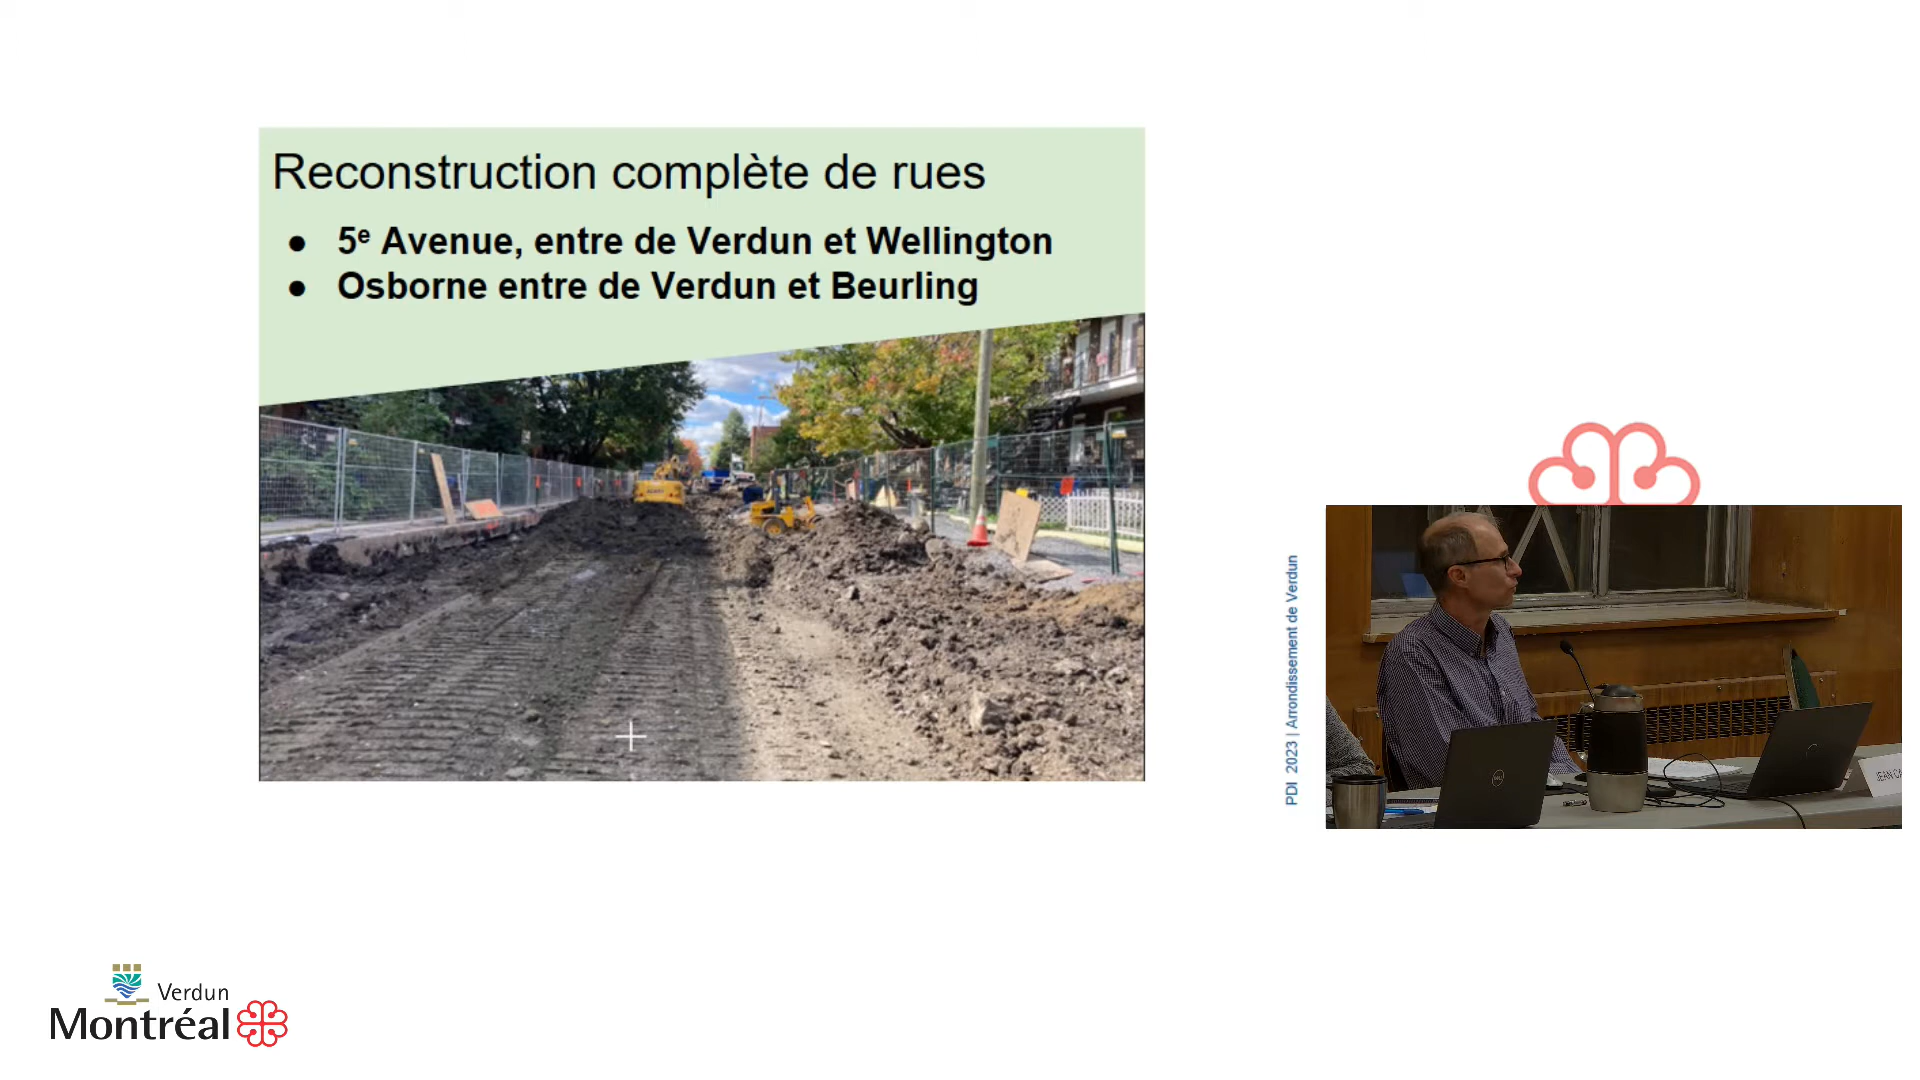 Reconstruction complète de rues
● 5e Avenue, entre de Verdun et Wellington
● Osborne entre de Verdun et Beurling
PDI 2023 | Arrondissement de Verdun
DELL
Verdun
Montréal